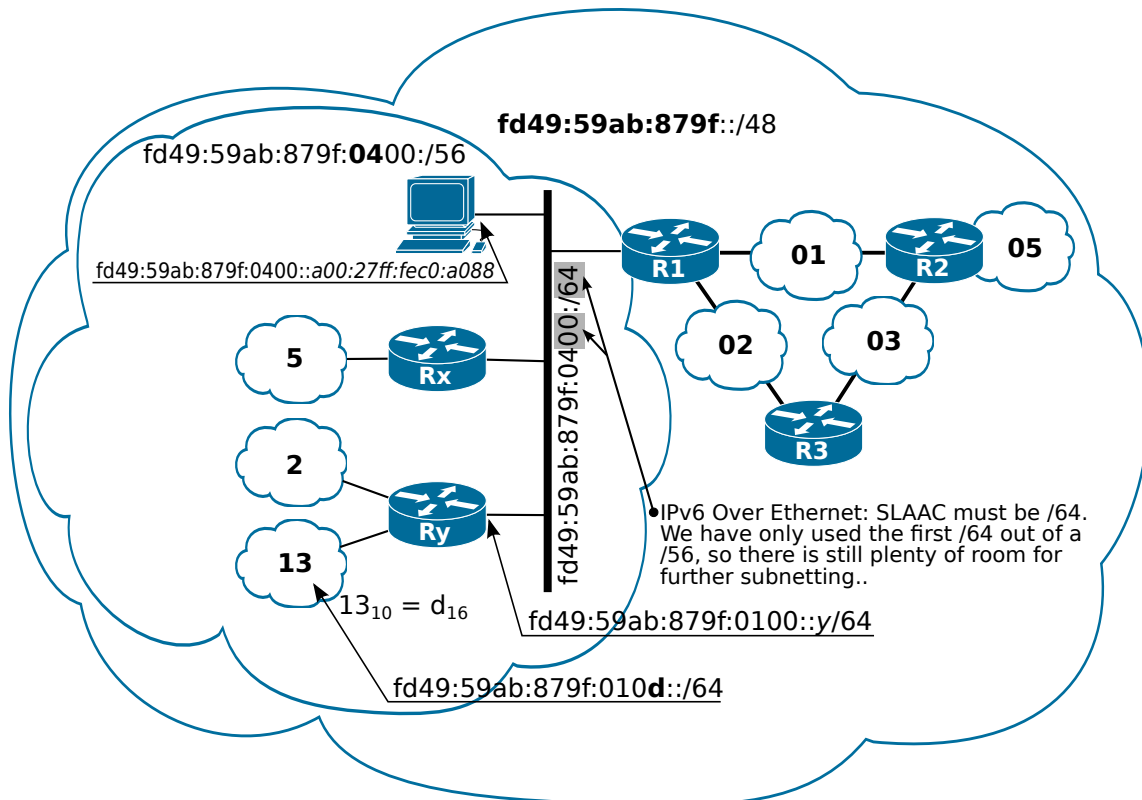 fd49:59ab:879f::/48
fd49:59ab:879f:0400:/56
fd49:59ab:879f:0400::a00:27ff:fec0:a088
fd49:59ab:879f:0400:/64
R1
01
R2
05
02
03
R3
5
Rx
2
Ry
13
13₁₀ = d₁₆
IPv6 Over Ethernet: SLAAC must be /64.
We have only used the first /64 out of a
/56, so there is still plenty of room for
further subnetting..
fd49:59ab:879f:0100::y/64
fd49:59ab:879f:010d::/64